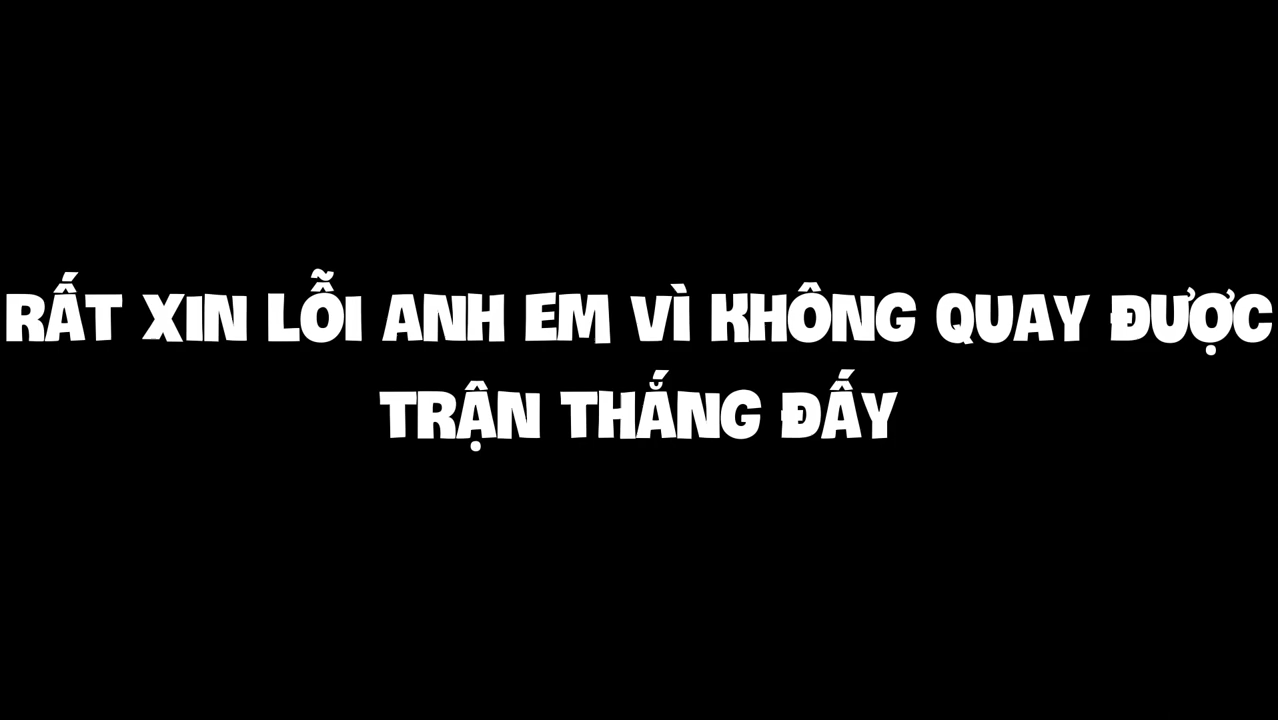 RẤT XIN LỖI ANH EM VÌ KHÔNG QUAY ĐƯỢC
TRẬN THẮNG ĐẤY